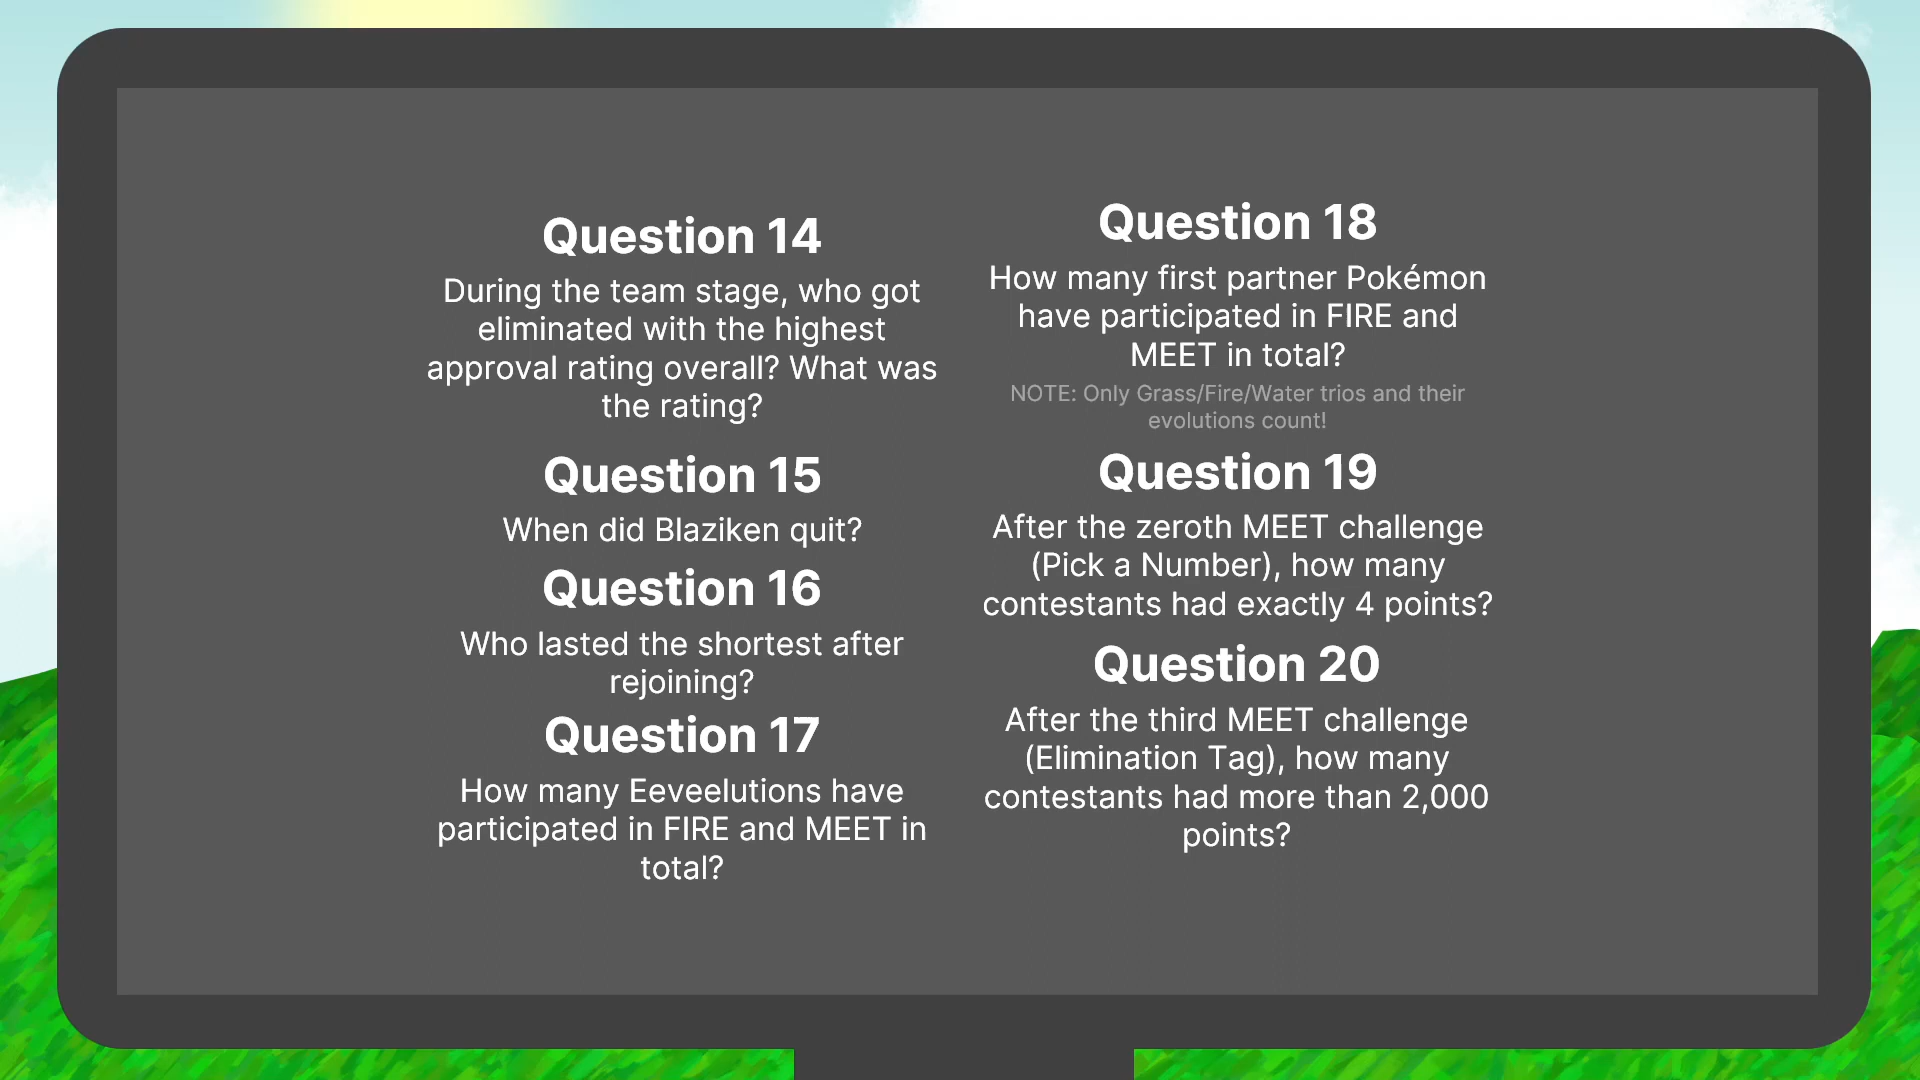 Question 14
During the team stage, who got
eliminated with the highest
approval rating overall? What was
the rating?
Question 15
When did Blaziken quit?
Question 16
Who lasted the shortest after
rejoining?
Question 17
How many Eeveelutions have
participated in FIRE and MEET in
total?
Question 18
How many first partner Pokémon
have participated in FIRE and
MEET in total?
NOTE: Only Grass/Fire/Water trios and their
evolutions count!
Question 19
After the zeroth MEET challenge
(Pick a Number), how many
contestants had exactly 4 points?
Question 20
After the third MEET challenge
(Elimination Tag), how many
contestants had more than 2,000
points?